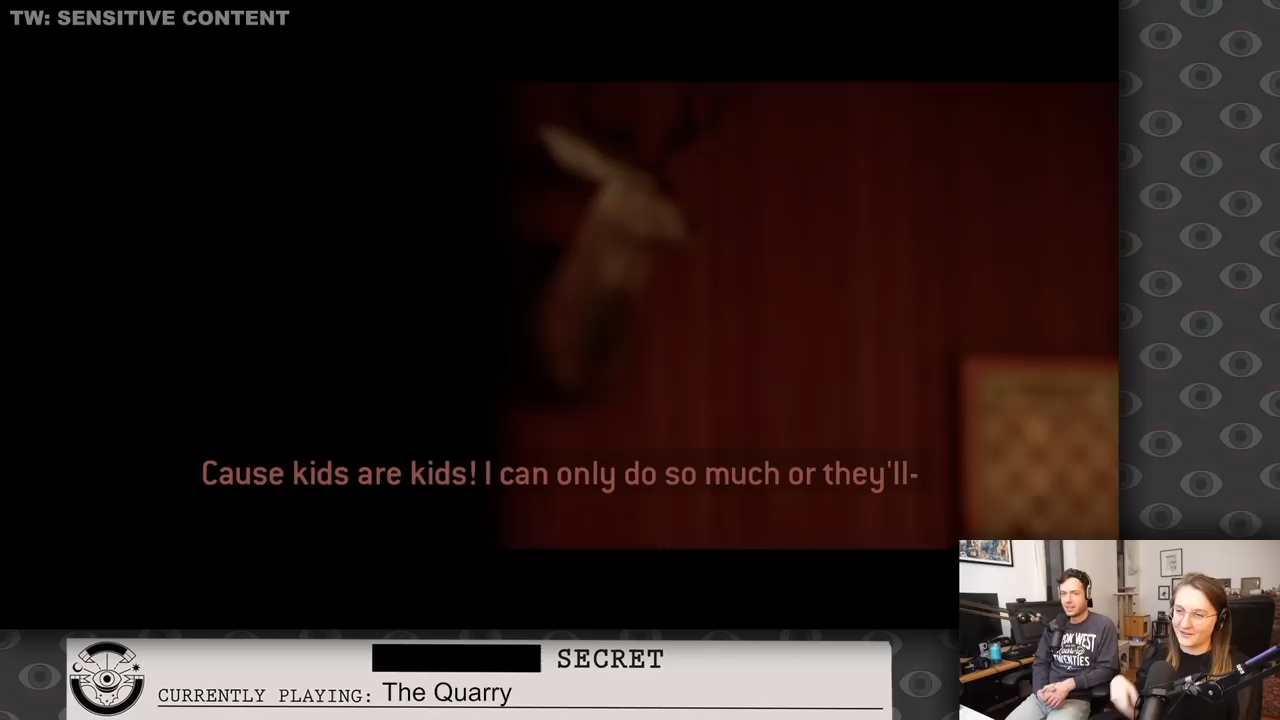 TW: SENSITIVE CONTENT
Cause kids are kids! I can only do so much or they'll-
SECRET
CURRENTLY PLAYING: The Quarry